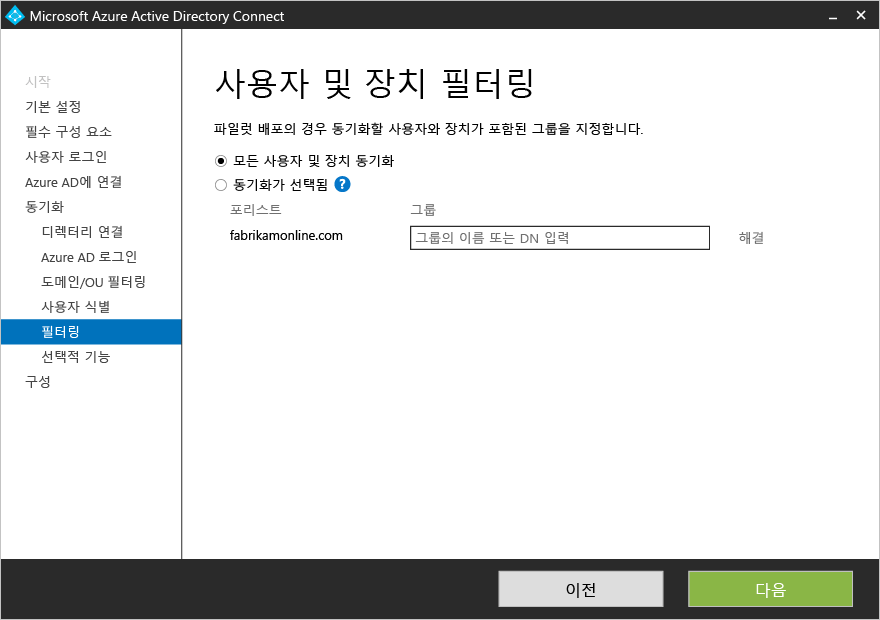 Microsoft Azure Active Directory Connect
시작
기본 설정
필수 구성 요소
사용자 로그인
Azure AD에 연결
동기화
디렉터리 연결
Azure AD 로그인
도메인/OU 필터링
사용자 식별
필터링
선택적 기능
구성
사용자 및 장치 필터링
파일럿 배포의 경우 동기화할 사용자와 장치가 포함된 그룹을 지정합니다.
모든 사용자 및 장치 동기화
동기화가 선택됨 ?
포리스트 그룹
fabrikamonline.com 그룹의 이름 또는 DN 입력 해결
이전 다음